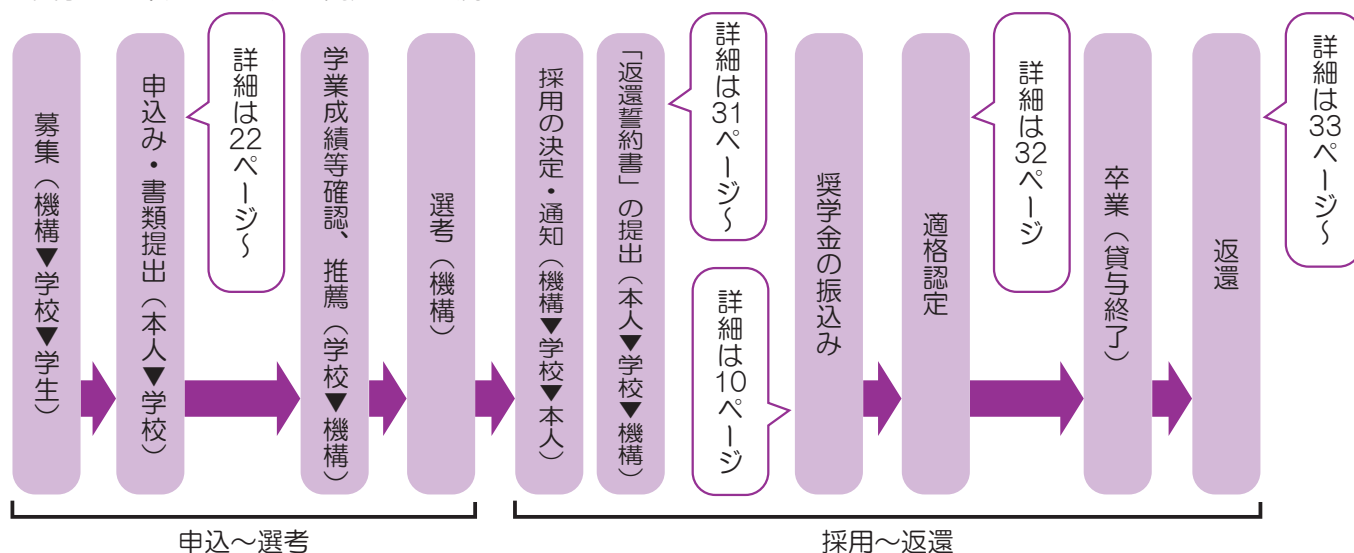 募集（機構▼学校▼学生）
申込み・書類提出（本人▼学校）
詳細は22ページ～
学業成績等確認、推薦（学校▼機構）
選考（機構）
採用の決定・通知（機構▼学校▼本人）
「返還誓約書」の提出（本人▼学校▼機構）
詳細は31ページ～
詳細は10ページ
奨学金の振込み
適格認定
詳細は32ページ
卒業（貸与終了）
返還
詳細は33ページ～
申込～選考
採用～返還